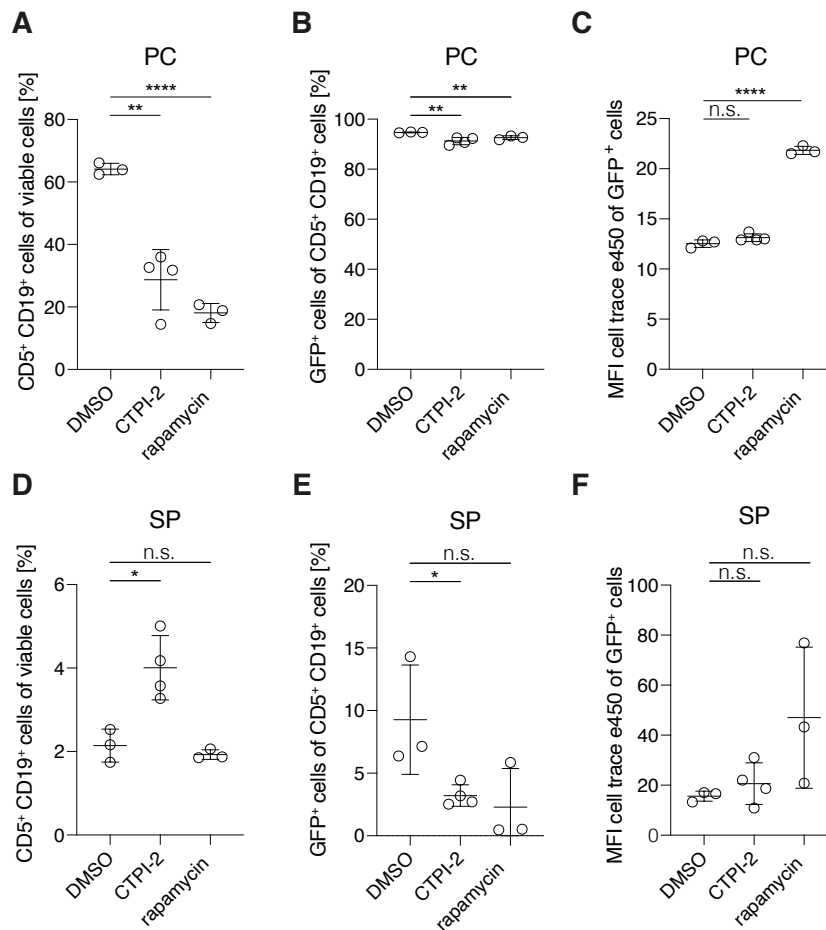 A
PC
CD5⁺ CD19⁺ cells of viable cells [%]
****
**
80
60
40
20
0
DMSO
CTPI-2
rapamycin
B
PC
GFP⁺ cells of CD5⁺ CD19⁺ cells [%]
**
**
100
80
60
40
20
0
DMSO
CTPI-2
rapamycin
C
PC
MFI cell trace e450 of GFP⁺ cells
****
n.s.
25
20
15
10
5
0
DMSO
CTPI-2
rapamycin
D
SP
CD5⁺ CD19⁺ cells of viable cells [%]
n.s.
*
6
4
2
0
DMSO
CTPI-2
rapamycin
E
SP
GFP⁺ cells of CD5⁺ CD19⁺ cells [%]
n.s.
*
20
15
10
5
0
DMSO
CTPI-2
rapamycin
F
SP
MFI cell trace e450 of GFP⁺ cells
n.s.
n.s.
100
80
60
40
20
0
DMSO
CTPI-2
rapamycin